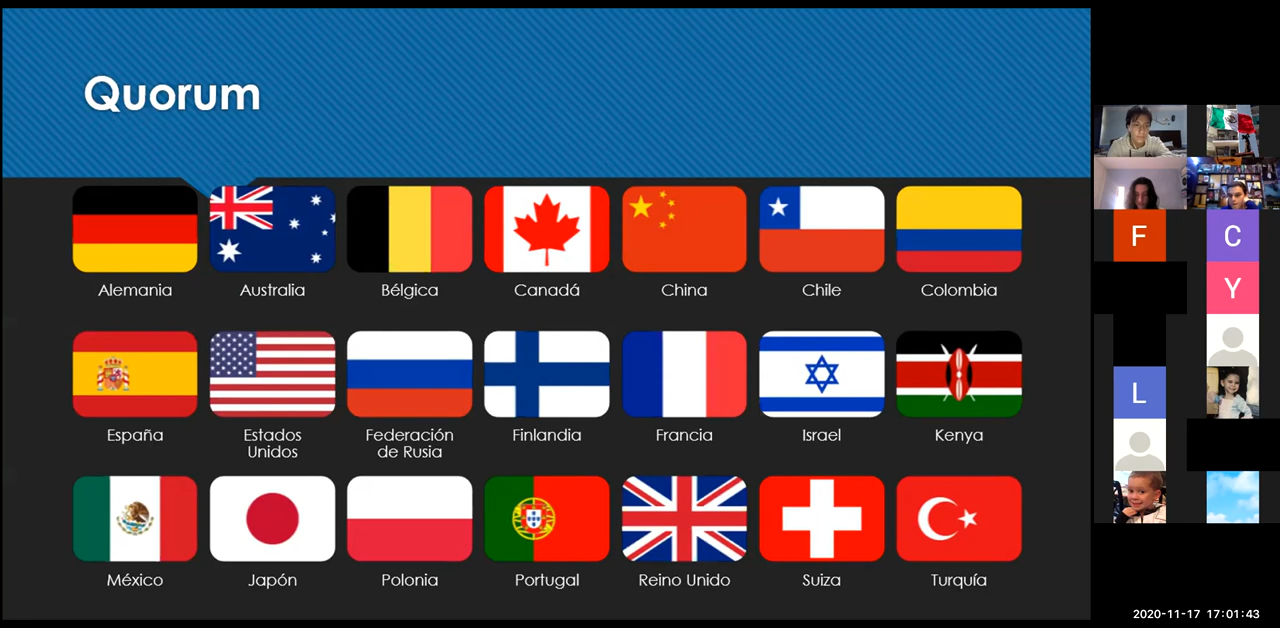 Quorum
Alemania
Australia
Bélgica
Canadá
China
Chile
Colombia
España
Estados
Unidos
Federación
de Rusia
Finlandia
Francia
Israel
Kenya
México
Japón
Polonia
Portugal
Reino Unido
Suiza
Turquía
F
C
Y
L
2020-11-17 17:01:43